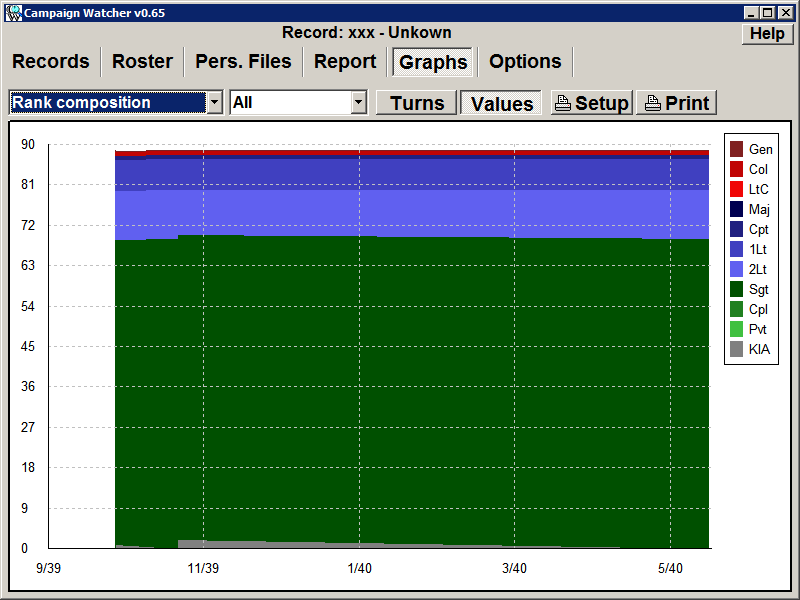 Campaign Watcher v0.65
Record: xxx - Unkown
Help
Records Roster Pers. Files Report Graphs Options
Rank composition All Turns Values Setup Print
90
81
72
63
54
45
36
27
18
9
0
9/39 11/39 1/40 3/40 5/40
Gen
Col
LtC
Maj
Cpt
1Lt
2Lt
Sgt
Cpl
Pvt
KIA